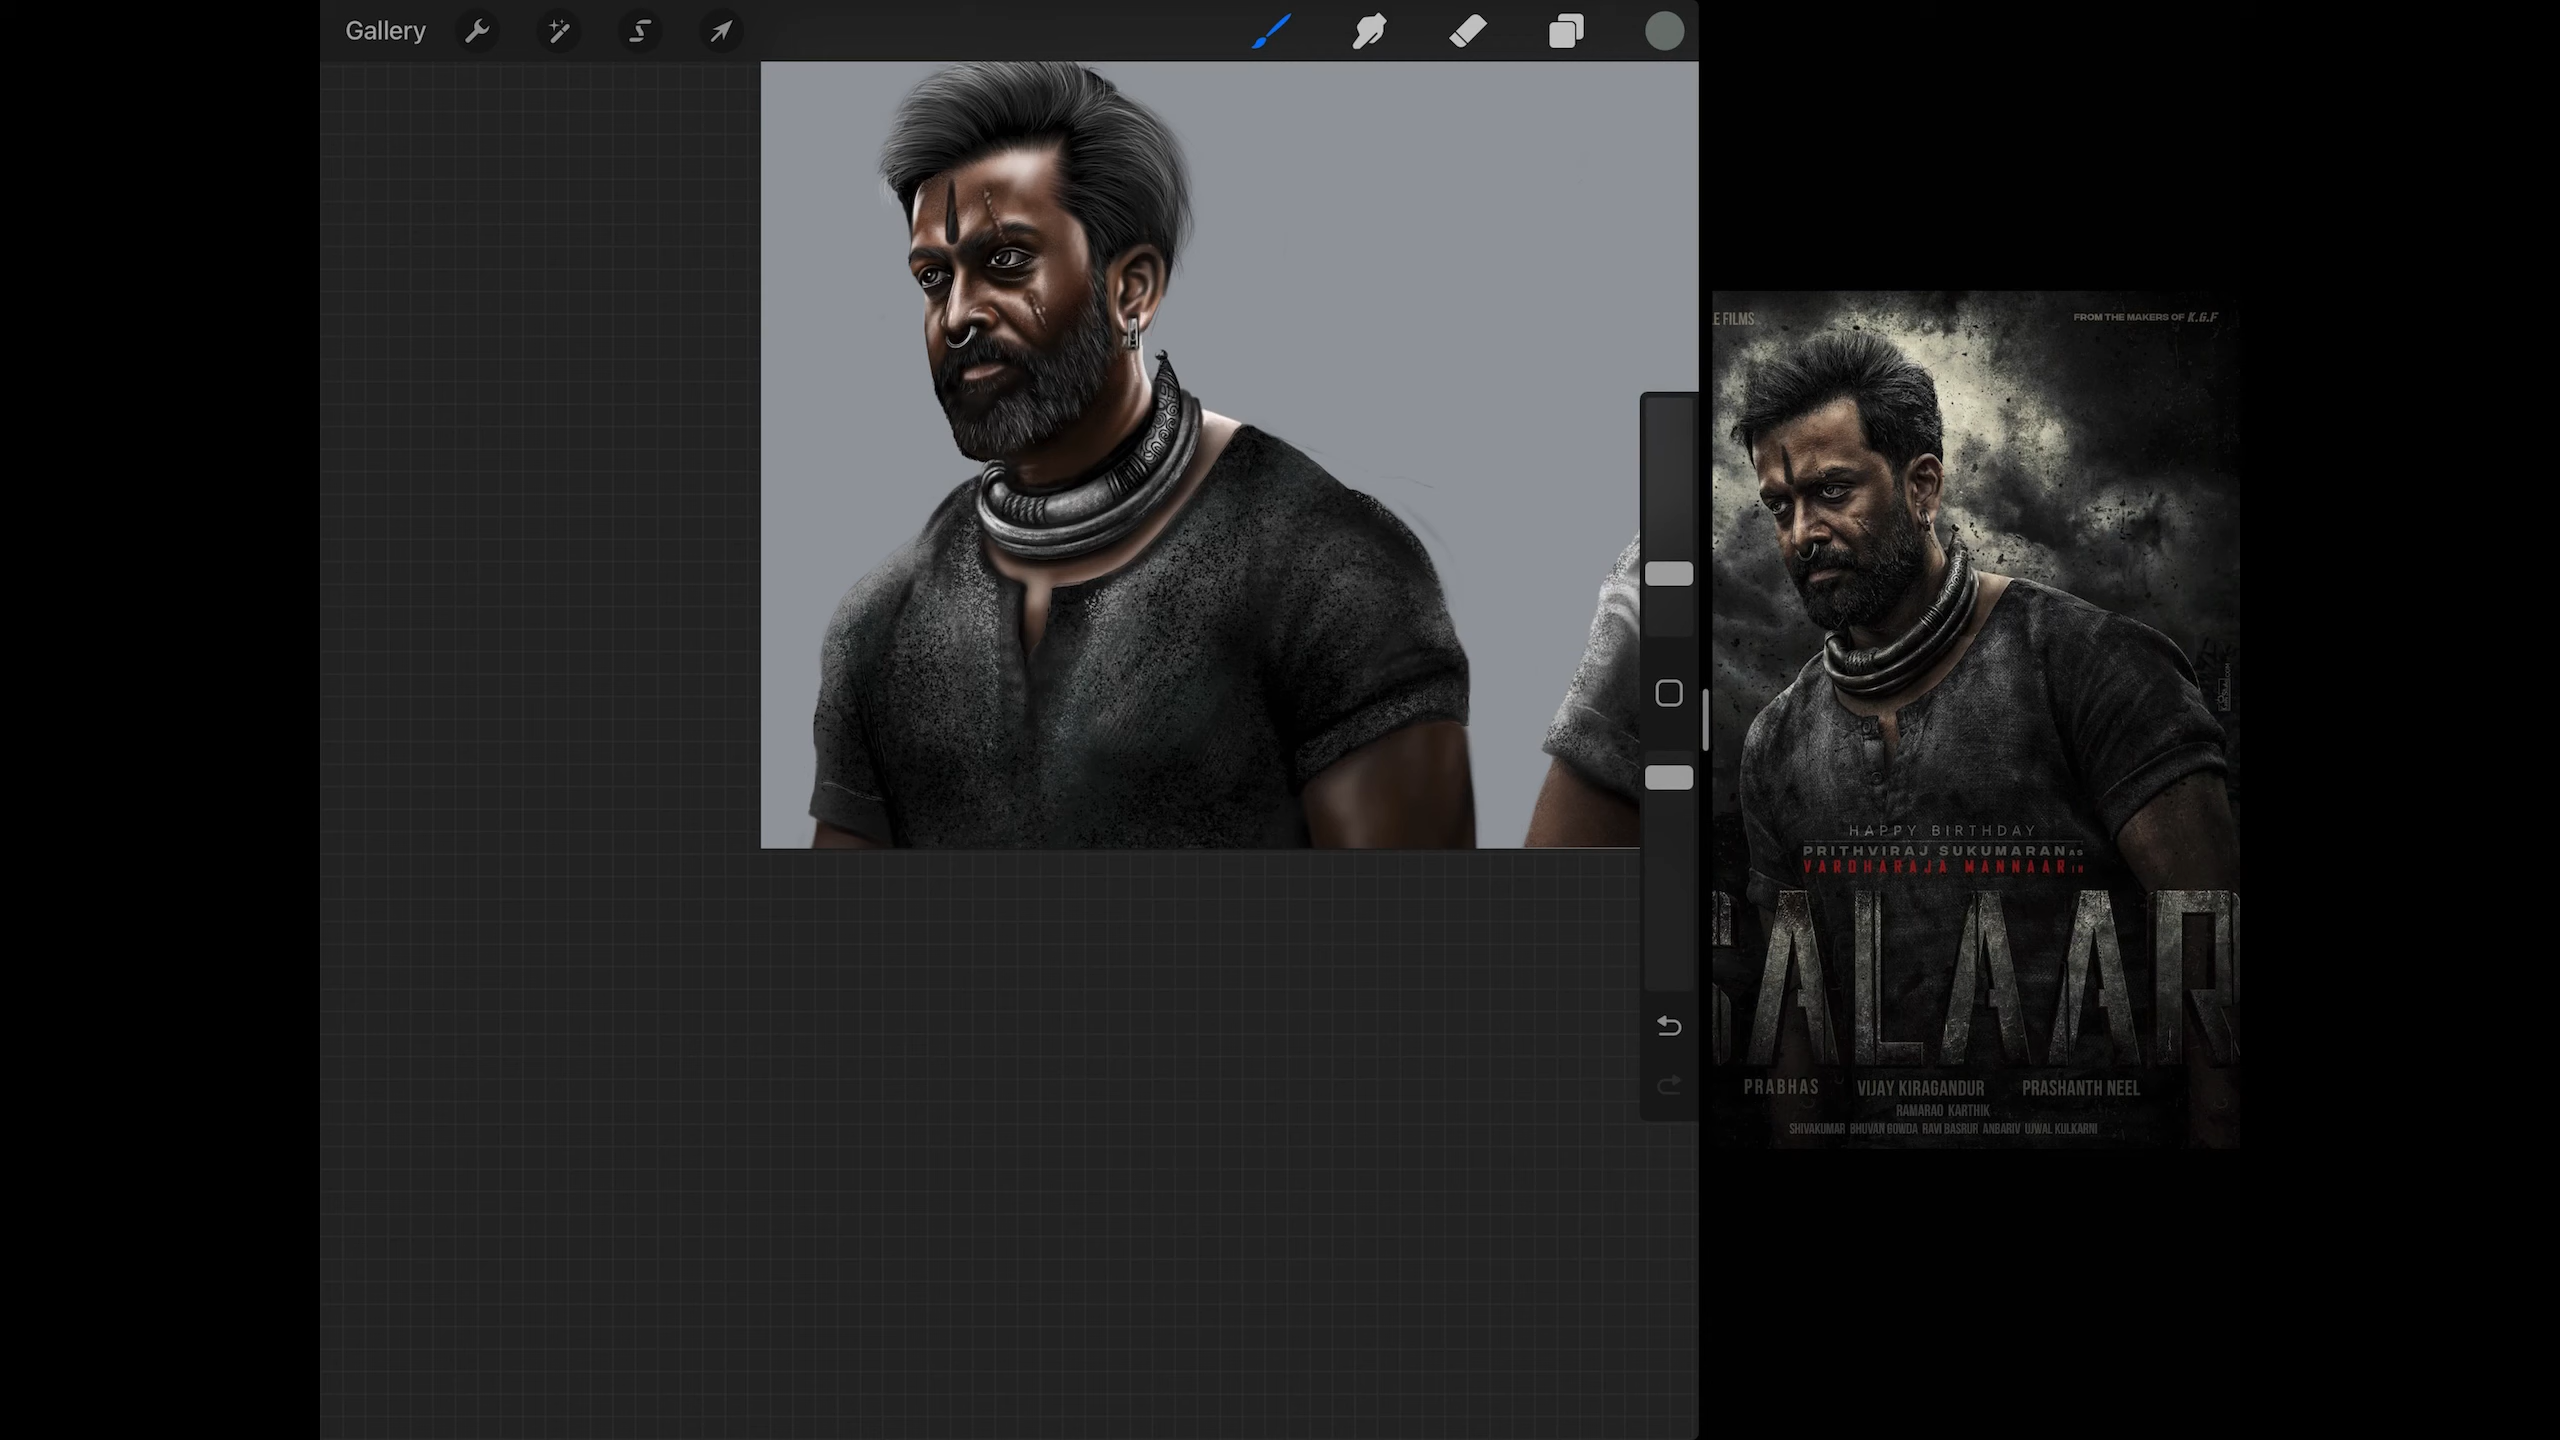 Gallery
E FILMS
FROM THE MAKERS OF K.G.F
HAPPY BIRTHDAY
PRITHVIRAJ SUKUMARAN AS
VARDHARAJA MANNAAR IN
SALAAR
PRABHAS VIJAY KIRAGANDUR PRASHANTH NEEL
RAMARAO KARTHIK
SHIVAKUMAR BHUVAN GOWDA RAVI BASRUR ANBARIV UJWAL KULKARNI